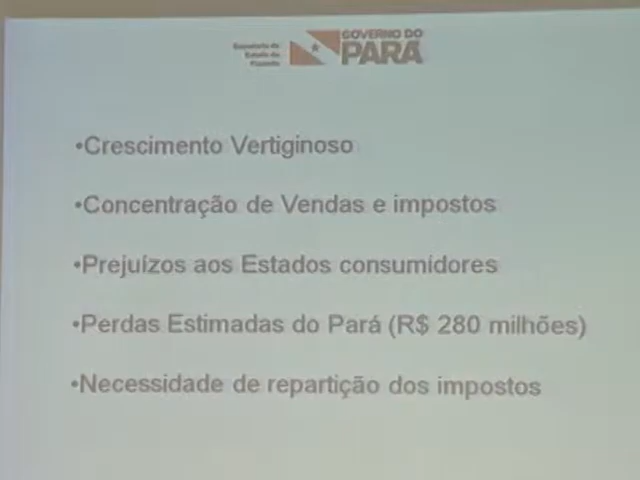 Secretaria de
Estado da
Fazenda
GOVERNO DO
PARÁ
•Crescimento Vertiginoso
•Concentração de Vendas e impostos
•Prejuízos aos Estados consumidores
•Perdas Estimadas do Pará (R$ 280 milhões)
•Necessidade de repartição dos impostos